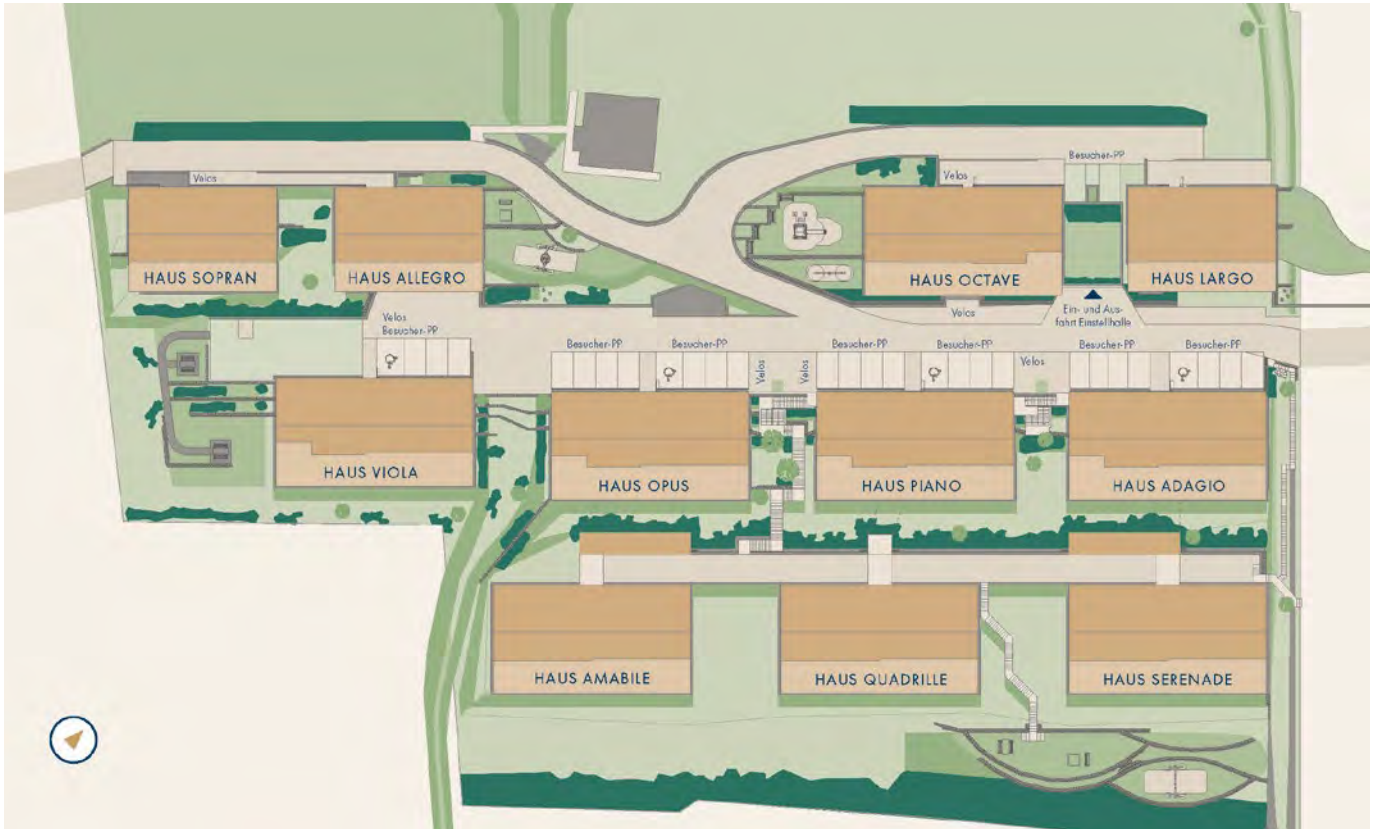 Besucher-PP
Velos
Velos
HAUS SOPRAN
HAUS ALLEGRO
HAUS OCTAVE
HAUS LARGO
Velos
Besucher-PP
Velos
Ein- und Aus-
fahrt Einstellhalle
Besucher-PP
Besucher-PP
Besucher-PP
Besucher-PP
Besucher-PP
Besucher-PP
Velos
Velos
Velos
HAUS VIOLA
HAUS OPUS
HAUS PIANO
HAUS ADAGIO
HAUS AMABILE
HAUS QUADRILLE
HAUS SERENADE